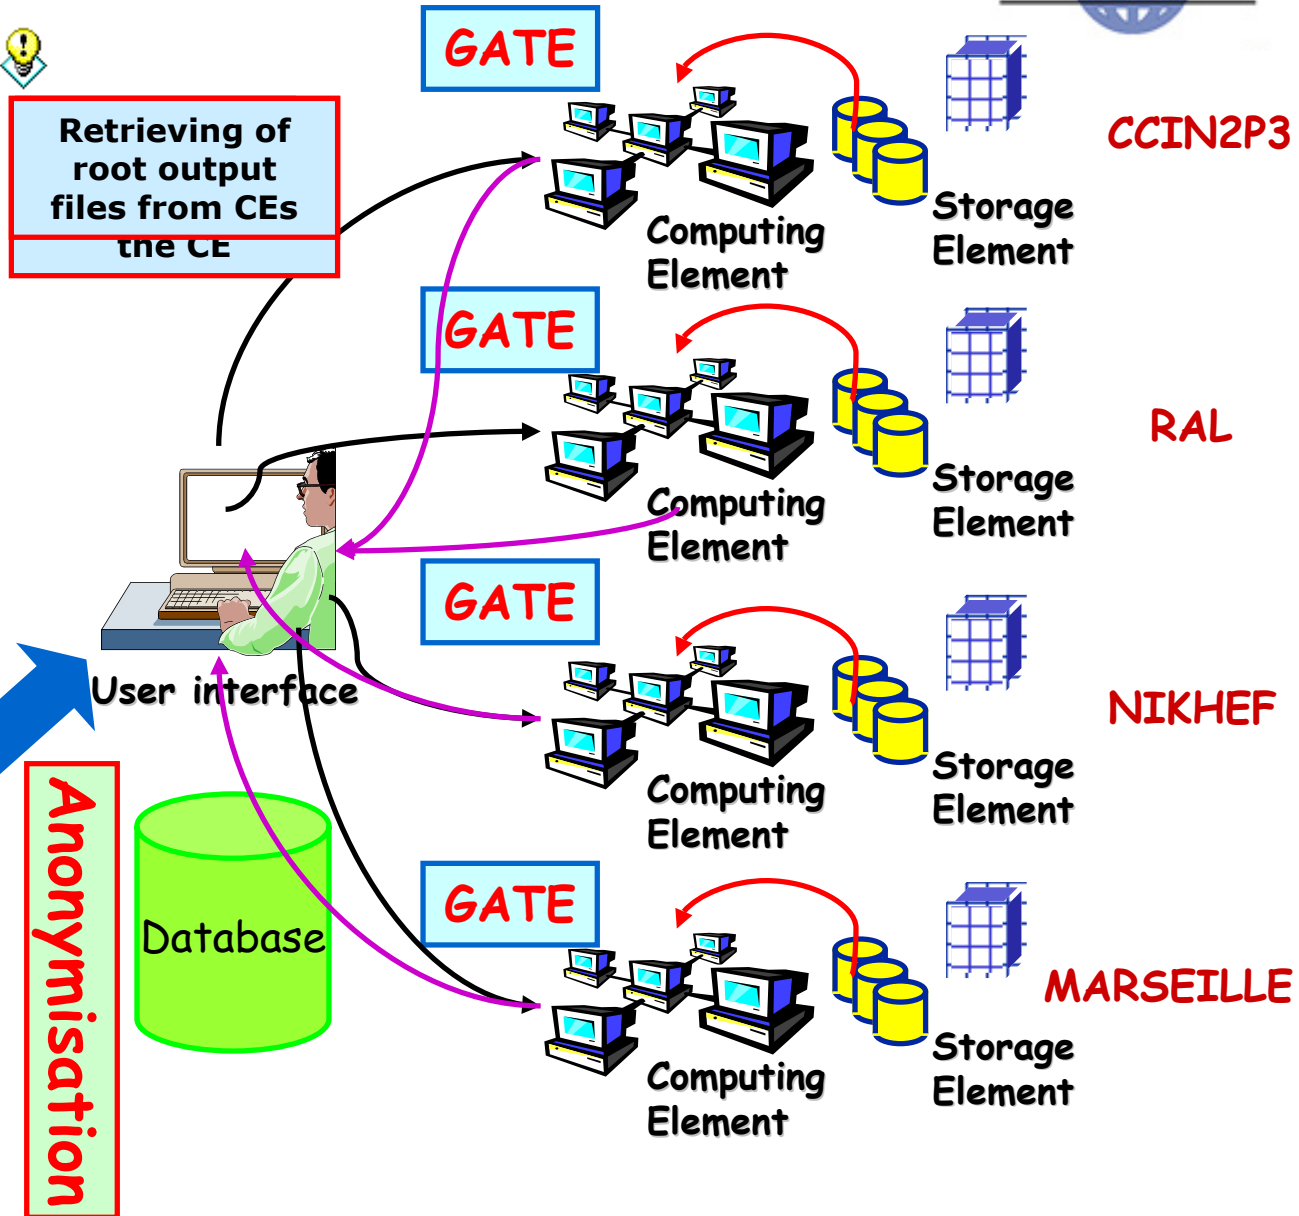 GATE
Retrieving of
root output
files from CEs
the CE
CCIN2P3
Storage
Element
Computing
Element
GATE
RAL
Storage
Element
Computing
Element
GATE
User interface
NIKHEF
Storage
Element
Computing
Element
Anonymisation
Database
GATE
MARSEILLE
Storage
Element
Computing
Element